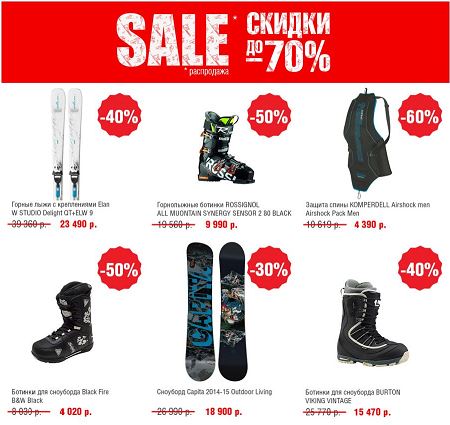 SALE*
СКИДКИ
ДО 70%
* распродажа
-40%
-50%
-60%
Горные лыжи с креплениями Elan
W STUDIO Delight QT+ELW 9
39 360 р. 23 490 р.
Горнолыжные ботинки ROSSIGNOL
ALL MUONTAIN SYNERGY SENSOR 2 80 BLACK
19 560 р. 9 990 р.
Защита спины KOMPERDELL Airshock men
Airshock Pack Men
10 619 р. 4 390 р.
-50%
-30%
-40%
CAPITA
Ботинки для сноуборда Black Fire
B&W Black
8 039 р. 4 020 р.
Сноуборд Capita 2014-15 Outdoor Living
26 990 р. 18 900 р.
Ботинки для сноуборда BURTON
VIKING VINTAGE
25 770 р. 15 470 р.